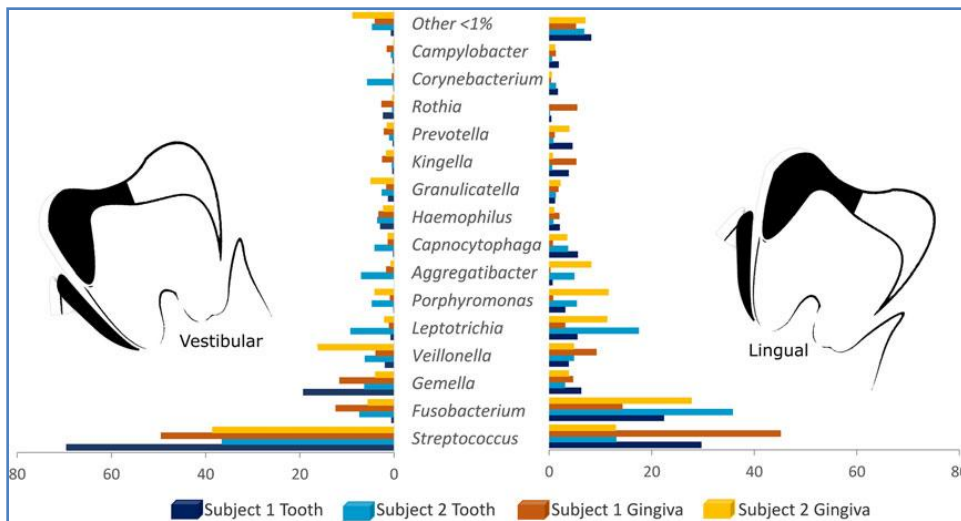 Other <1%
Campylobacter
Corynebacterium
Rothia
Prevotella
Kingella
Granulicatella
Haemophilus
Capnocytophaga
Aggregatibacter
Porphyromonas
Leptotrichia
Veillonella
Gemella
Fusobacterium
Streptococcus
Vestibular
Lingual
80 60 40 20 0 0 20 40 60 80
Subject 1 Tooth Subject 2 Tooth Subject 1 Gingiva Subject 2 Gingiva